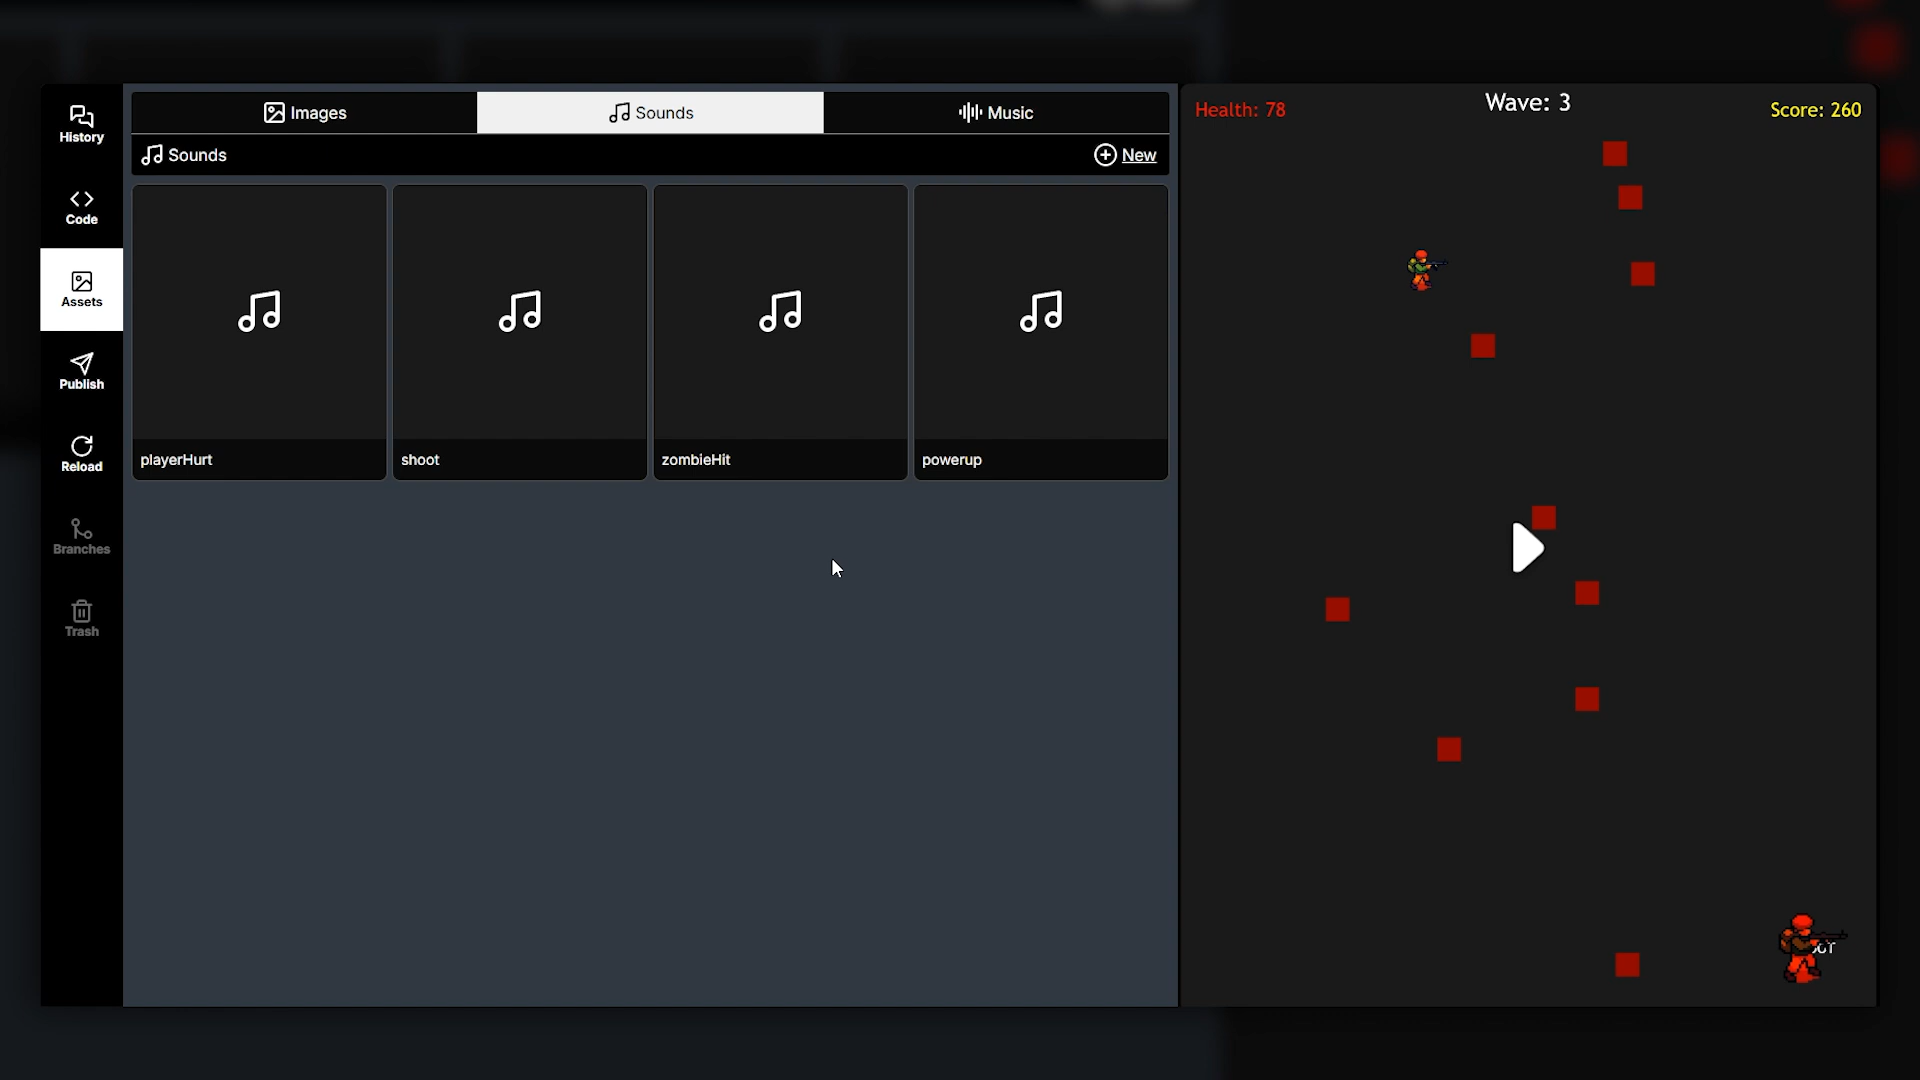 History
Code
Assets
Publish
Reload
Branches
Trash
Images
Sounds
Music
Sounds
New
playerHurt
shoot
zombieHit
powerup
Health: 78
Wave: 3
Score: 260